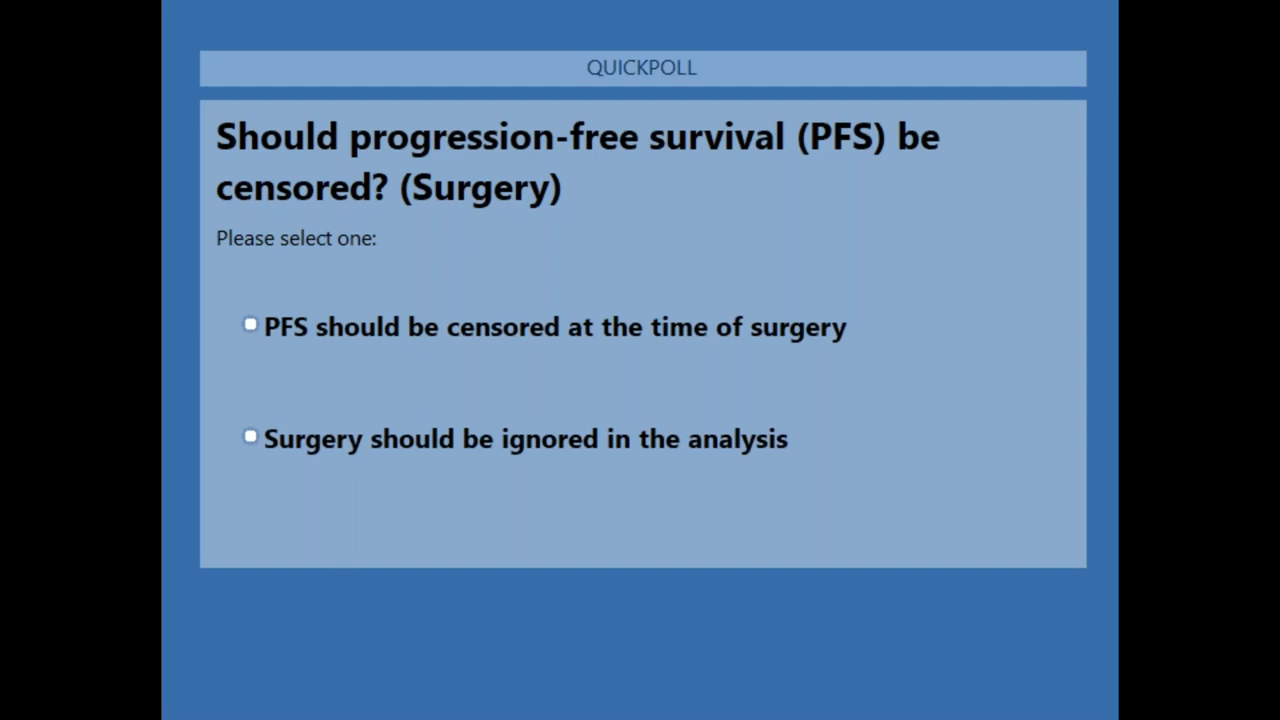 QUICKPOLL
Should progression-free survival (PFS) be
censored? (Surgery)
Please select one:
PFS should be censored at the time of surgery
Surgery should be ignored in the analysis